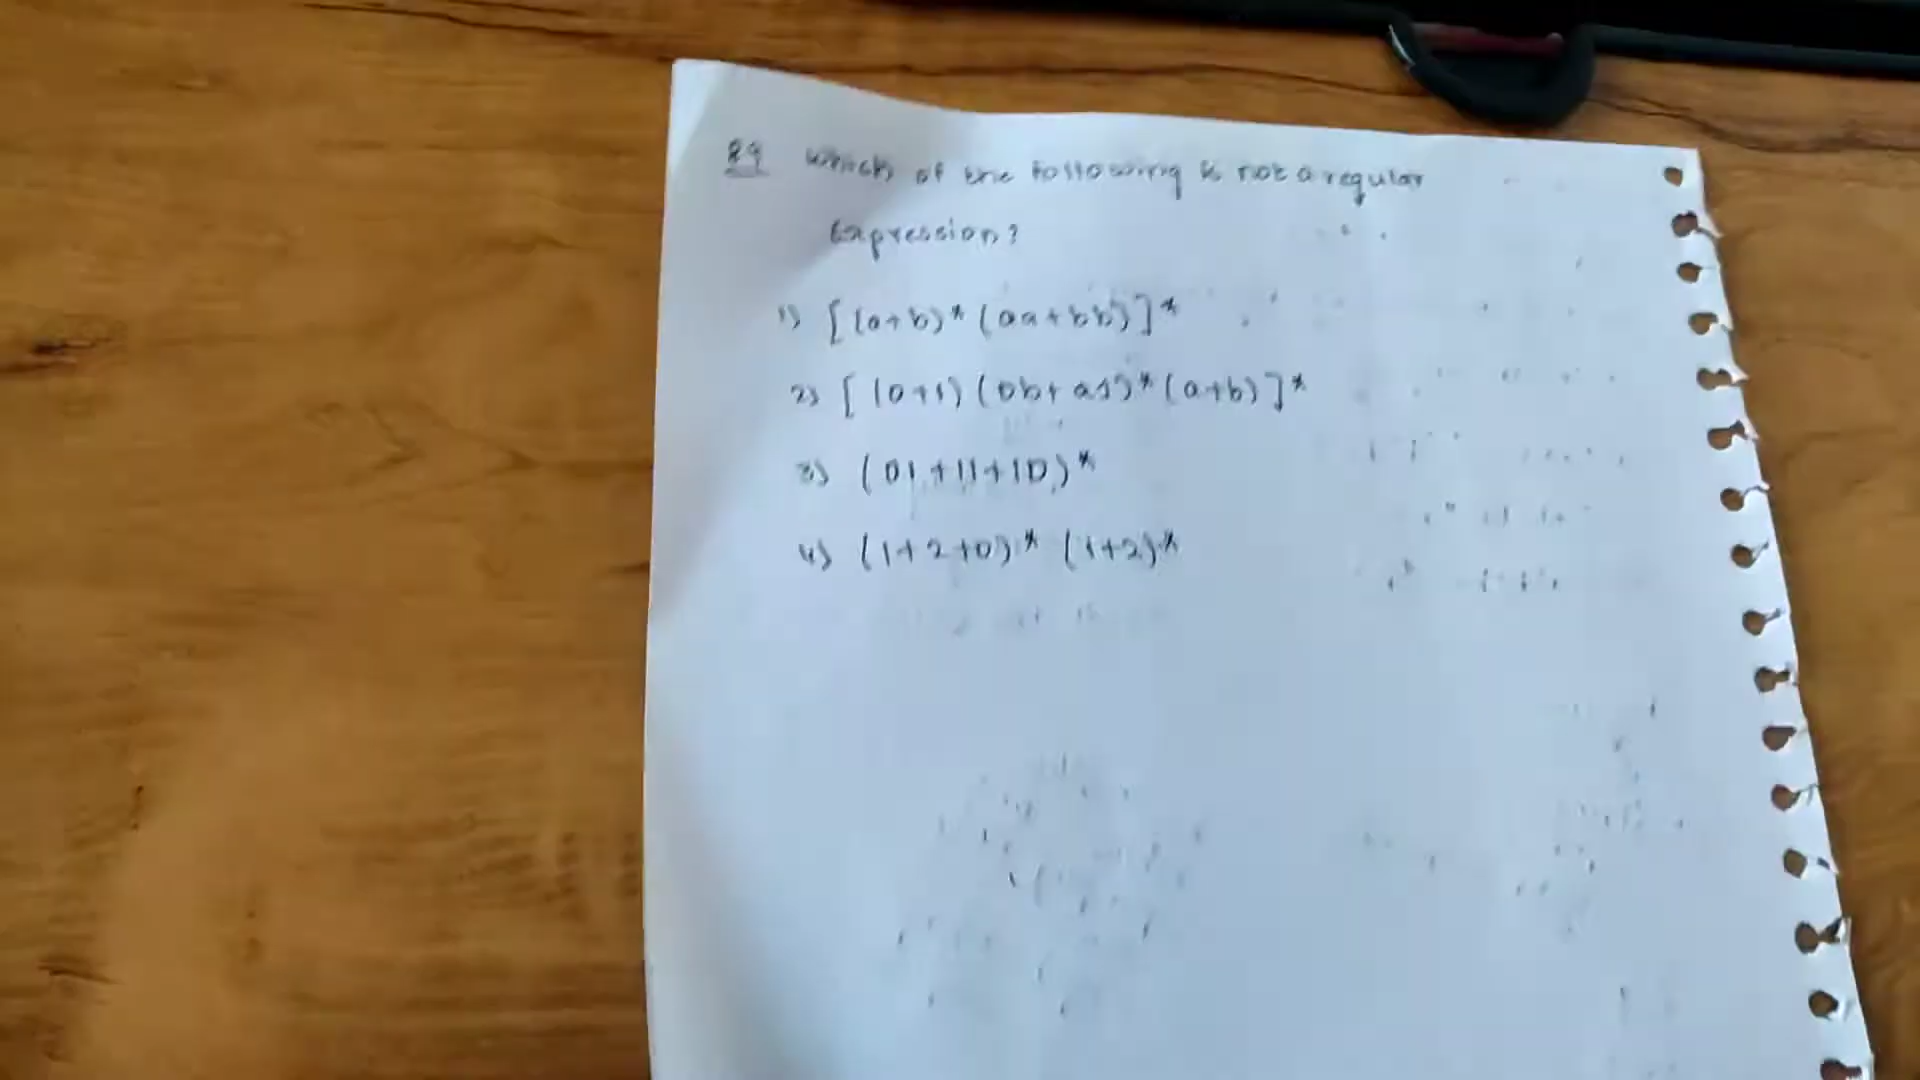 89 Which of the following is not a regular
Expression?
1) [(a+b)* (aa+bb)]*
2) [(0+1) (0b+a1)* (a+b)]*
3) (01+11+10)*
4) (1+2+0)* (1+2)*